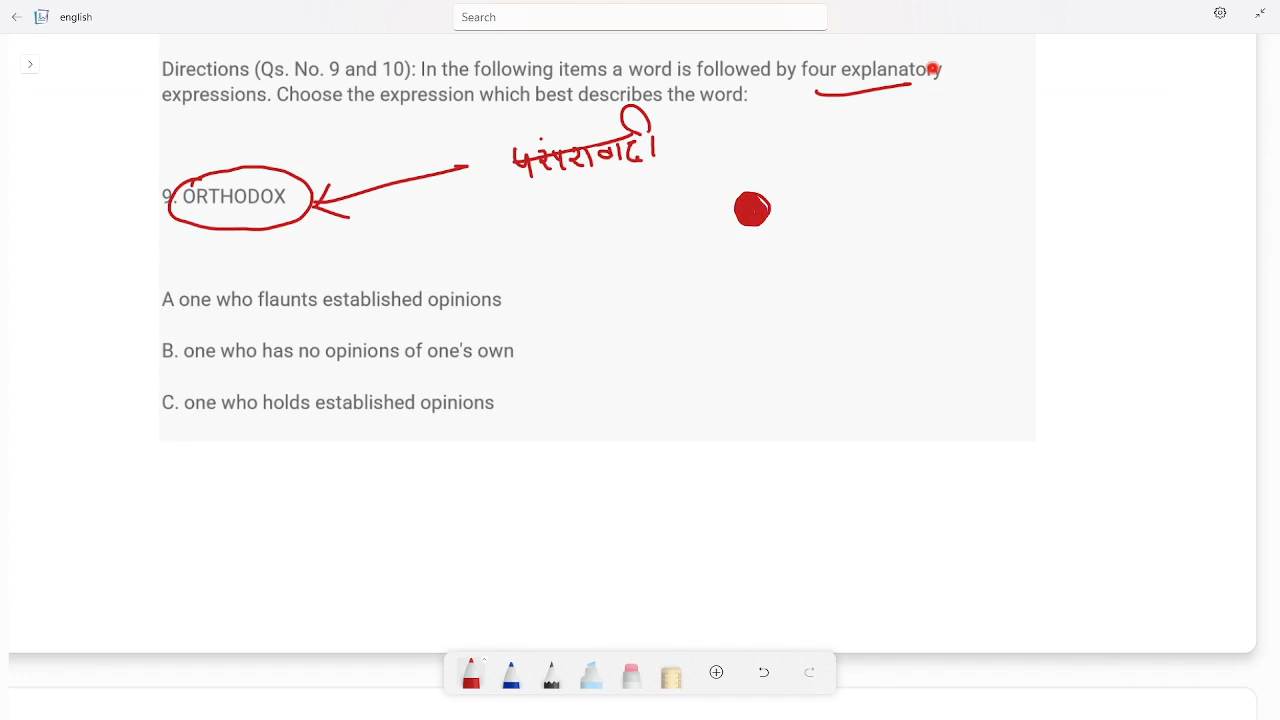 english
Search
Directions (Qs. No. 9 and 10): In the following items a word is followed by four explanatory
expressions. Choose the expression which best describes the word:
परंपरावादी
9. ORTHODOX
A one who flaunts established opinions
B. one who has no opinions of one's own
C. one who holds established opinions